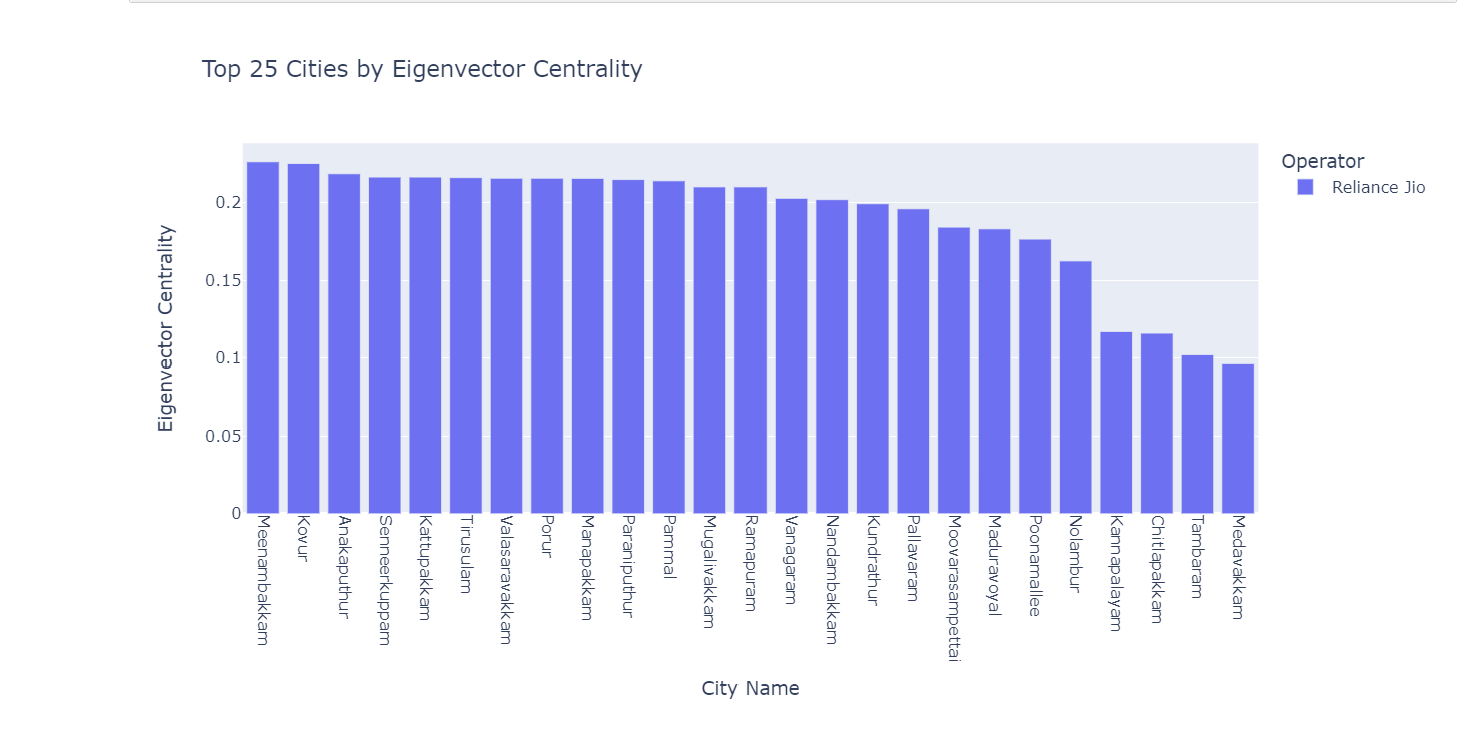 Top 25 Cities by Eigenvector Centrality
Operator
Reliance Jio
Eigenvector Centrality
0.2
0.15
0.1
0.05
0
Meenambakkam
Kovur
Anakaputhur
Senneerkuppam
Kattupakkam
Tirusulam
Valasaravakkam
Porur
Manapakkam
Paraniputhur
Pammal
Mugalivakkam
Ramapuram
Vanagaram
Nandambakkam
Kundrathur
Pallavaram
Moovarasampettai
Maduravoyal
Poonamallee
Nolambur
Kannapalayam
Chitlapakkam
Tambaram
Medavakkam
City Name